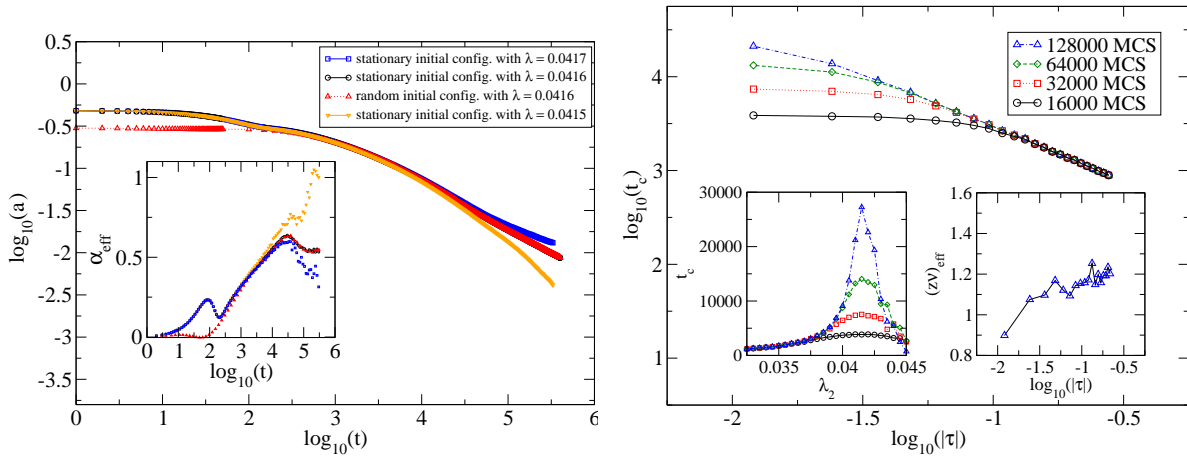 stationary initial config. with λ = 0.0417
stationary initial config. with λ = 0.0416
random initial config. with λ = 0.0416
stationary initial config. with λ = 0.0415
log10(a)
0.5
0
-0.5
-1
-1.5
-2
-2.5
-3
-3.5
0 1 2 3 4 5 6
log10(t)
αeff
1
0.5
0
0 1 2 3 4 5 6
log10(t)
128000 MCS
64000 MCS
32000 MCS
16000 MCS
log10(tc)
4
3
2
1
-2 -1.5 -1 -0.5
log10(|τ|)
tc
30000
20000
10000
0
0.035 0.04 0.045
λ2
(zν)eff
1.6
1.4
1.2
1
0.8
-2 -1.5 -1 -0.5
log10(|τ|)